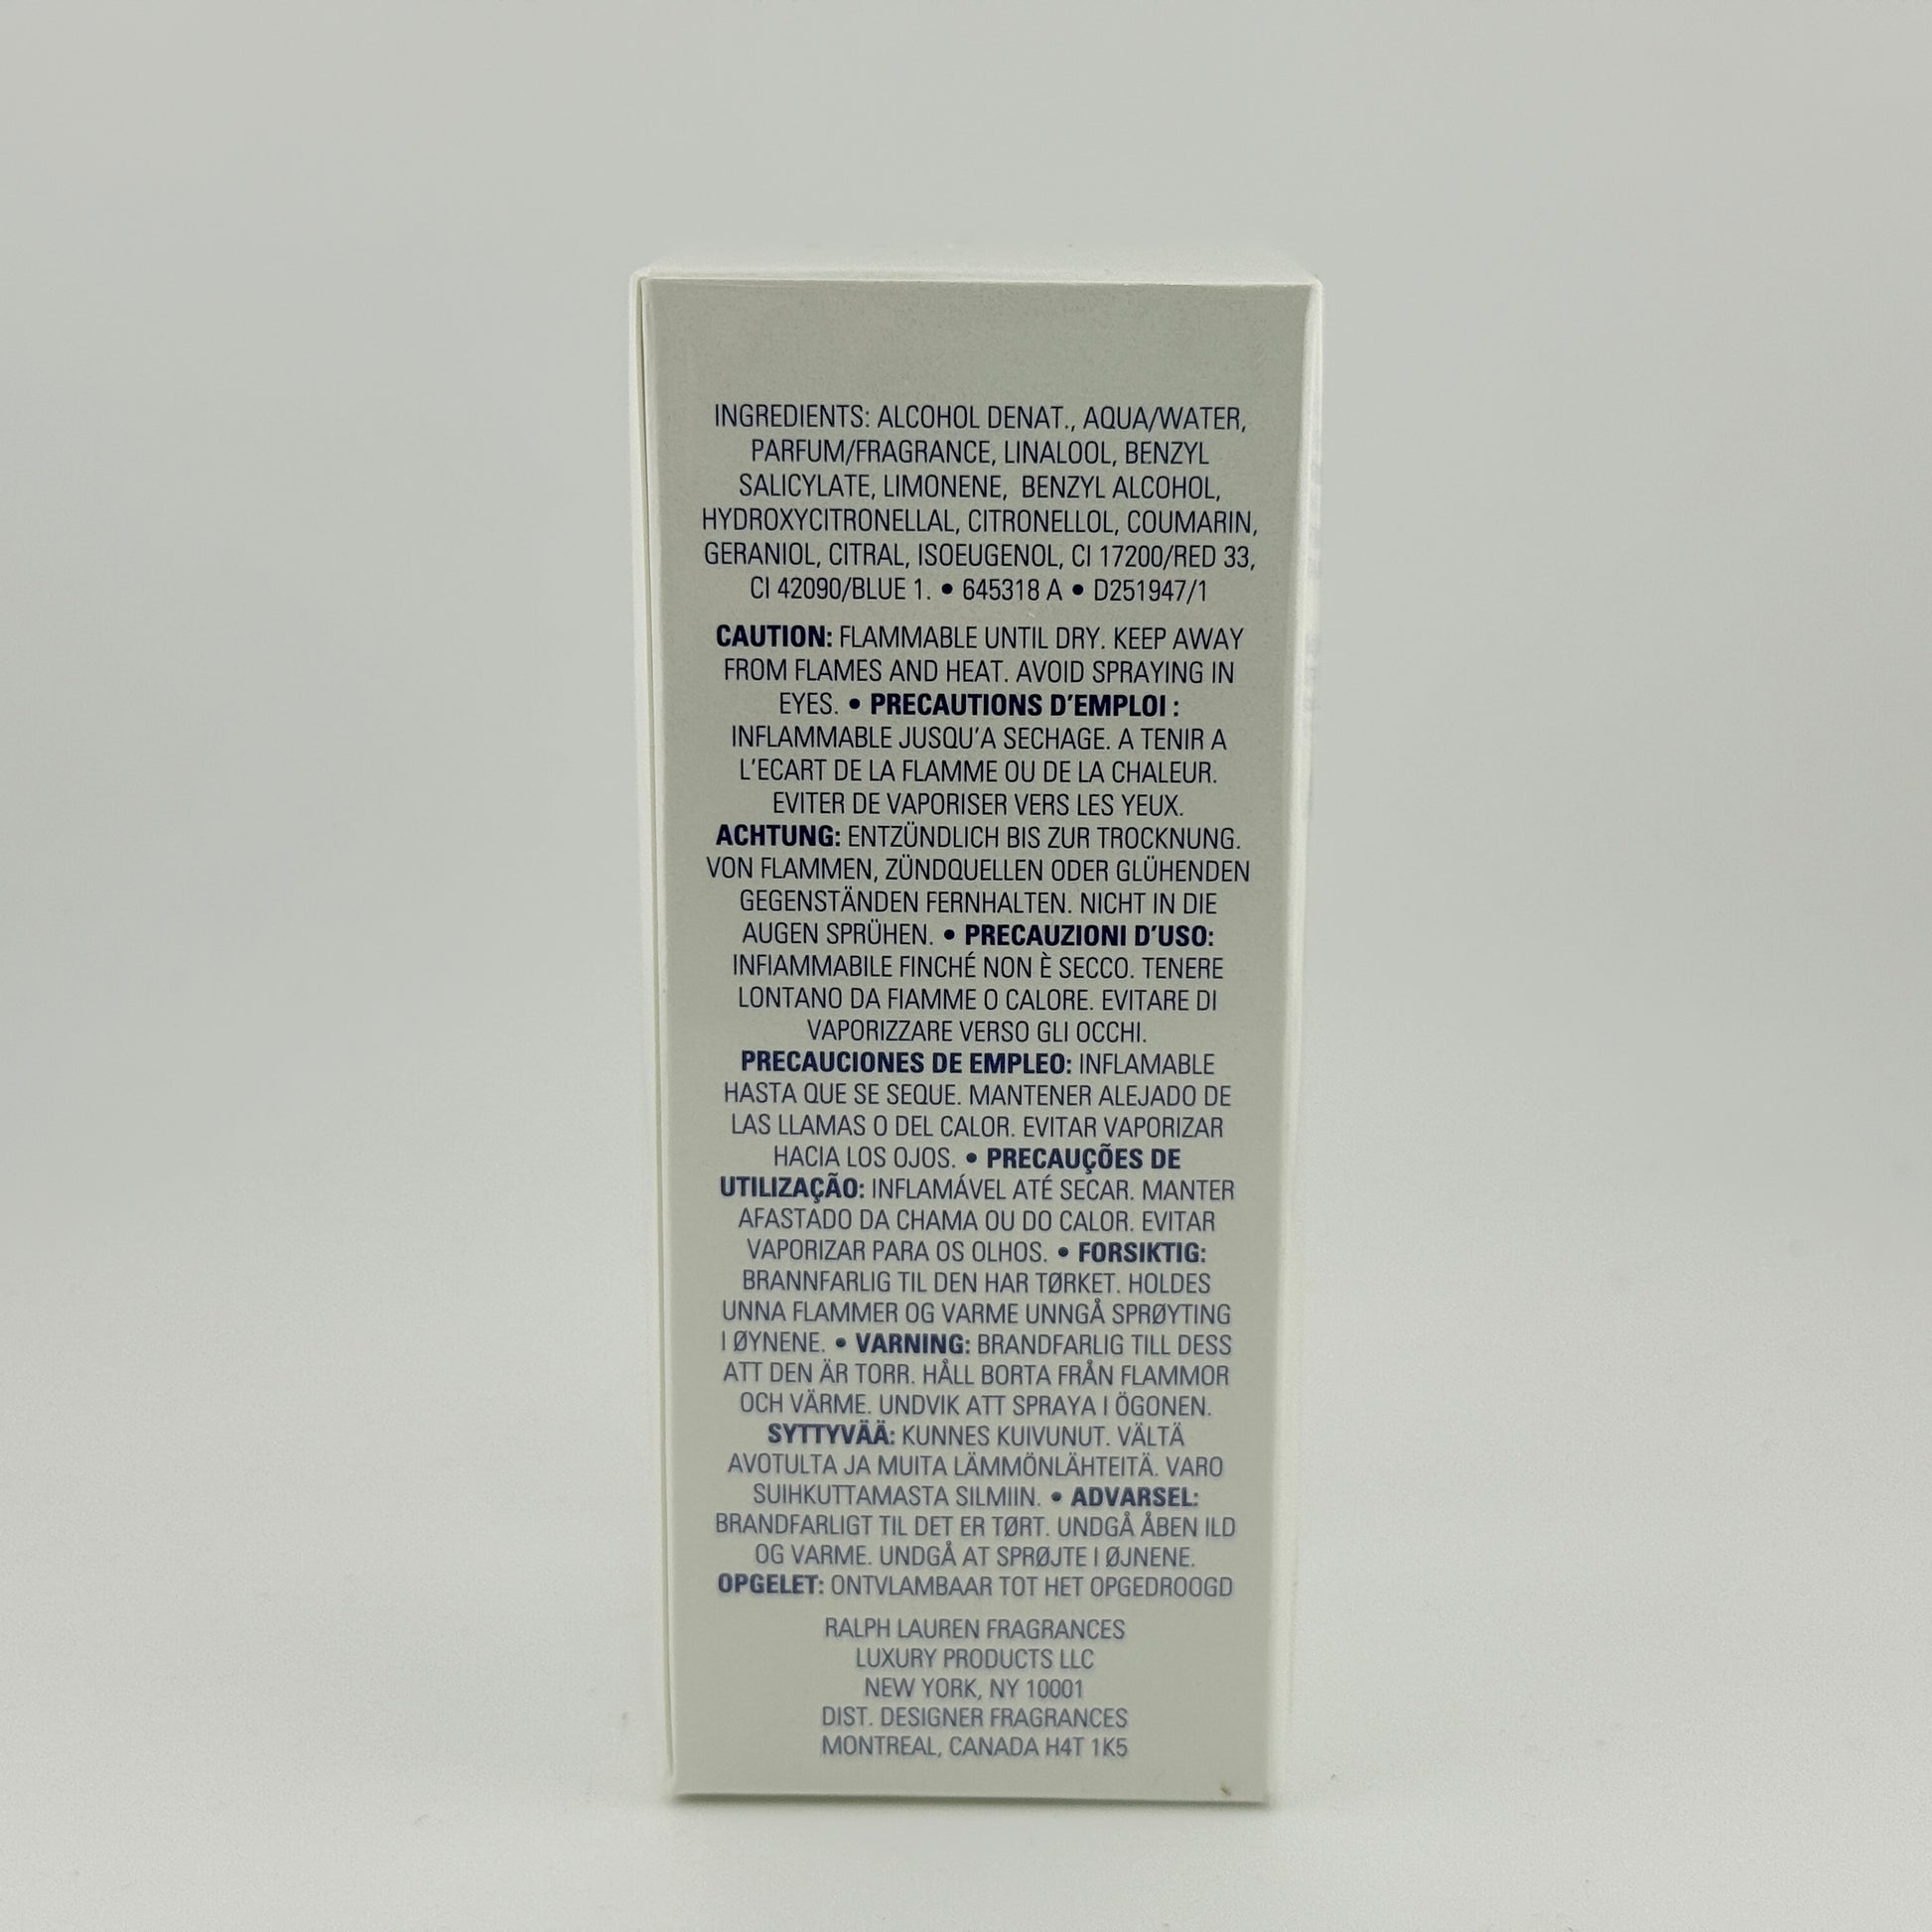 INGREDIENTS: ALCOHOL DENAT., AQUA/WATER,
PARFUM/FRAGRANCE, LINALOOL, BENZYL
SALICYLATE, LIMONENE, BENZYL ALCOHOL,
HYDROXYCITRONELLAL, CITRONELLOL, COUMARIN,
GERANIOL, CITRAL, ISOEUGENOL, CI 17200/RED 33,
CI 42090/BLUE 1. • 645318 A • D251947/1
CAUTION: FLAMMABLE UNTIL DRY. KEEP AWAY
FROM FLAMES AND HEAT. AVOID SPRAYING IN
EYES. • PRECAUTIONS D'EMPLOI :
INFLAMMABLE JUSQU'A SECHAGE. A TENIR A
L'ECART DE LA FLAMME OU DE LA CHALEUR.
EVITER DE VAPORISER VERS LES YEUX.
ACHTUNG: ENTZÜNDLICH BIS ZUR TROCKNUNG.
VON FLAMMEN, ZÜNDQUELLEN ODER GLÜHENDEN
GEGENSTÄNDEN FERNHALTEN. NICHT IN DIE
AUGEN SPRÜHEN. • PRECAUZIONI D'USO:
INFIAMMABILE FINCHÉ NON È SECCO. TENERE
LONTANO DA FIAMME O CALORE. EVITARE DI
VAPORIZZARE VERSO GLI OCCHI.
PRECAUCIONES DE EMPLEO: INFLAMABLE
HASTA QUE SE SEQUE. MANTENER ALEJADO DE
LAS LLAMAS O DEL CALOR. EVITAR VAPORIZAR
HACIA LOS OJOS. • PRECAUÇÕES DE
UTILIZAÇÃO: INFLAMÁVEL ATÉ SECAR. MANTER
AFASTADO DA CHAMA OU DO CALOR. EVITAR
VAPORIZAR PARA OS OLHOS. • FORSIKTIG:
BRANNFARLIG TIL DEN HAR TØRKET. HOLDES
UNNA FLAMMER OG VARME UNNGÅ SPRØYTING
I ØYNENE. • VARNING: BRANDFARLIG TILL DESS
ATT DEN ÄR TORR. HÅLL BORTA FRÅN FLAMMOR
OCH VÄRME. UNDVIK ATT SPRAYA I ÖGONEN.
SYTTYVÄÄ: KUNNES KUIVUNUT. VÄLTÄ
AVOTULTA JA MUITA LÄMMÖNLÄHTEITÄ. VARO
SUIHKUTTAMASTA SILMIIN. • ADVARSEL:
BRANDFARLIGT TIL DET ER TØRT. UNDGÅ ÅBEN ILD
OG VARME. UNDGÅ AT SPRØJTE I ØJNENE.
OPGELET: ONTVLAMBAAR TOT HET OPGEDROOGD
RALPH LAUREN FRAGRANCES
LUXURY PRODUCTS LLC
NEW YORK, NY 10001
DIST. DESIGNER FRAGRANCES
MONTREAL, CANADA H4T 1K5